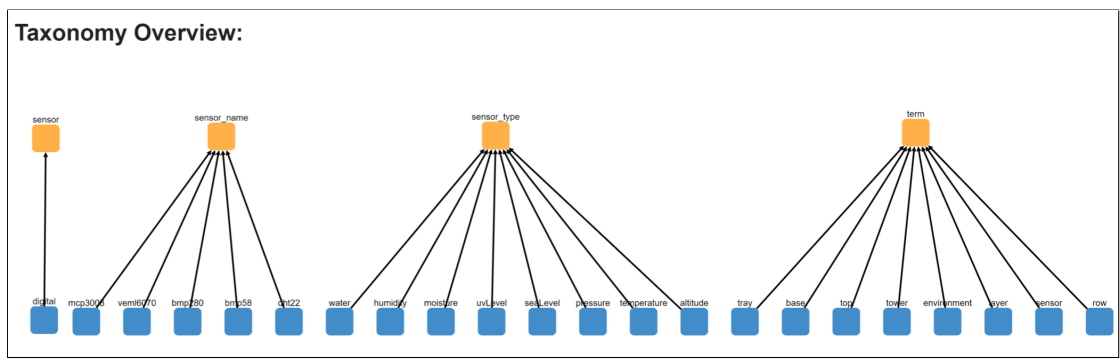 Taxonomy Overview:
sensor sensor_name sensor_type term
digital mcp3008 veml6070 bmp280 bmp58 dht22 water humidity moisture uvLevel seaLevel pressure temperature altitude tray base top tower environment layer sensor row